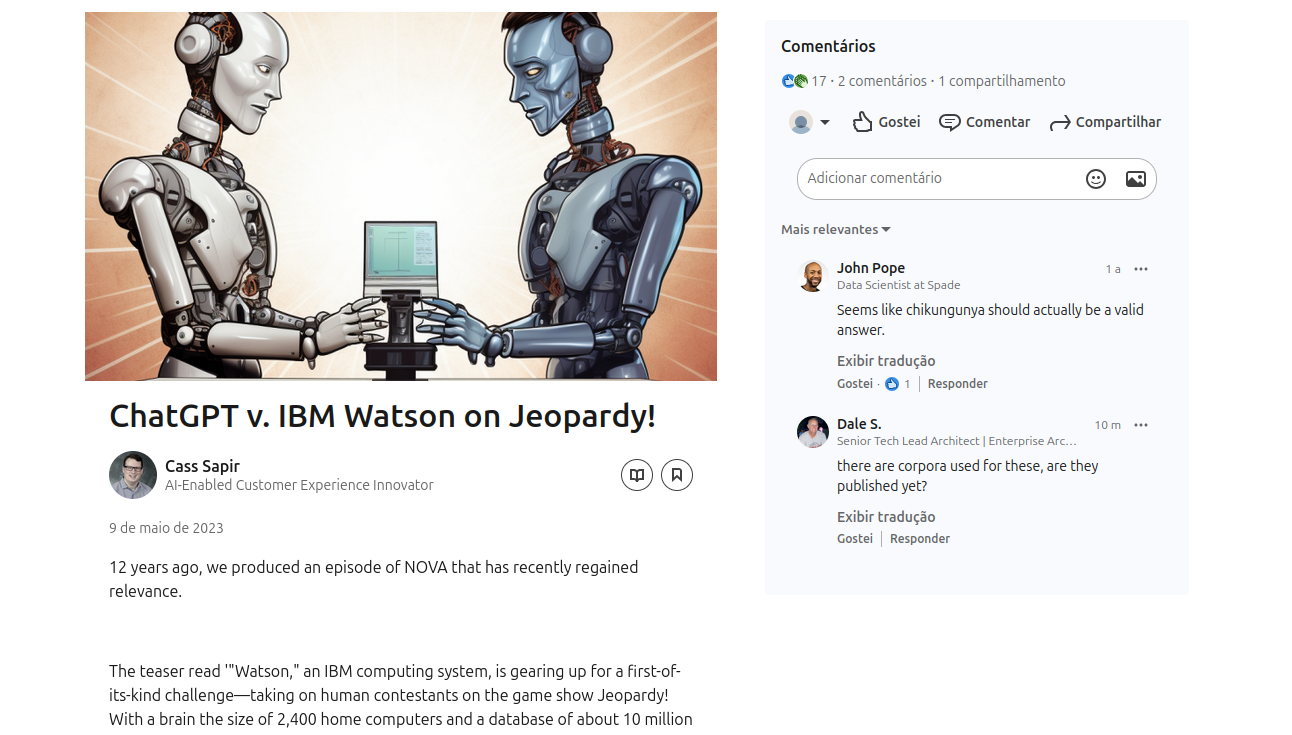 ChatGPT v. IBM Watson on Jeopardy!
Cass Sapir
AI-Enabled Customer Experience Innovator
9 de maio de 2023
12 years ago, we produced an episode of NOVA that has recently regained
relevance.
The teaser read '"Watson," an IBM computing system, is gearing up for a first-of-
its-kind challenge—taking on human contestants on the game show Jeopardy!
With a brain the size of 2,400 home computers and a database of about 10 million
Comentários
17 · 2 comentários · 1 compartilhamento
Gostei Comentar Compartilhar
Adicionar comentário
Mais relevantes
John Pope 1 a
Data Scientist at Spade
Seems like chikungunya should actually be a valid
answer.
Exibir tradução
Gostei · 1 Responder
Dale S. 10 m
Senior Tech Lead Architect | Enterprise Arc...
there are corpora used for these, are they
published yet?
Exibir tradução
Gostei Responder